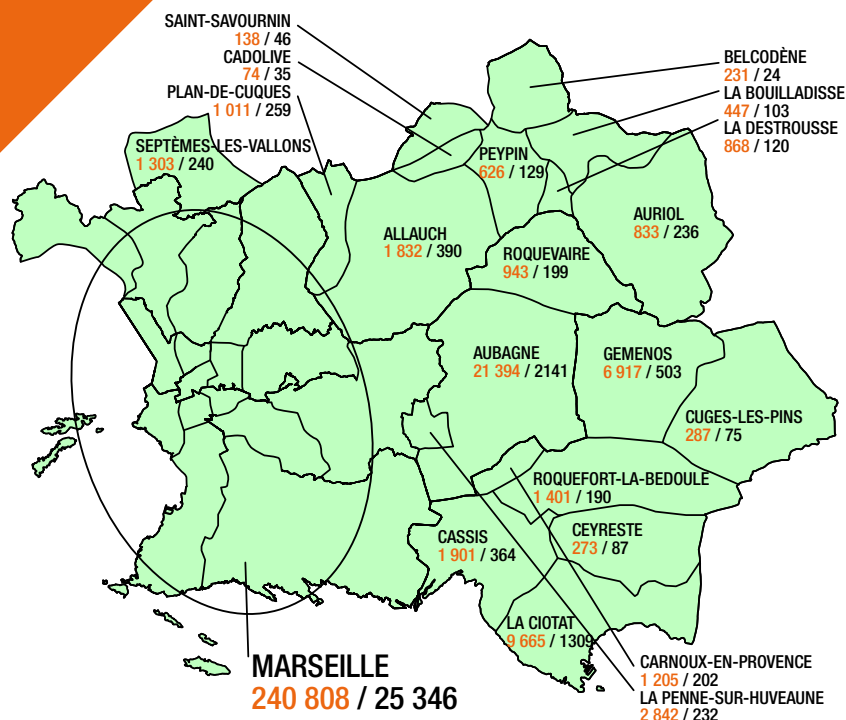 SAINT-SAVOURNIN
138 / 46
CADOLIVE
74 / 35
PLAN-DE-CUQUES
1 011 / 259
SEPTÈMES-LES-VALLONS
1 303 / 240
BELCODÈNE
231 / 24
LA BOUILLADISSE
447 / 103
LA DESTROUSSE
868 / 120
PEYPIN
626 / 129
ALLAUCH
1 832 / 390
AURIOL
833 / 236
ROQUEVAIRE
943 / 199
AUBAGNE
21 394 / 2141
GEMENOS
6 917 / 503
CUGES-LES-PINS
287 / 75
ROQUEFORT-LA-BEDOULE
1 401 / 190
CASSIS
1 901 / 364
CEYRESTE
273 / 87
LA CIOTAT
9 665 / 1309
MARSEILLE
240 808 / 25 346
CARNOUX-EN-PROVENCE
1 205 / 202
LA PENNE-SUR-HUVEAUNE
2 842 / 232